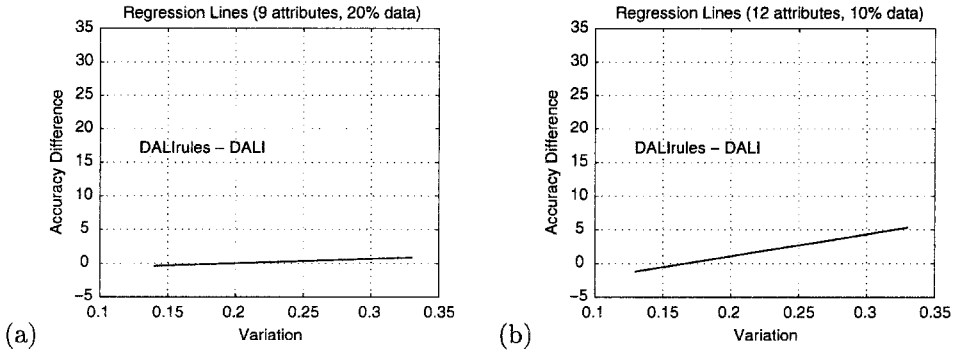 Regression Lines (9 attributes, 20% data)
35
30
25
20
15
10
5
0
−5
Accuracy Difference
DALIrules − DALI
0.1 0.15 0.2 0.25 0.3 0.35
Variation
(a)
Regression Lines (12 attributes, 10% data)
35
30
25
20
15
10
5
0
−5
Accuracy Difference
DALIrules − DALI
0.1 0.15 0.2 0.25 0.3 0.35
Variation
(b)